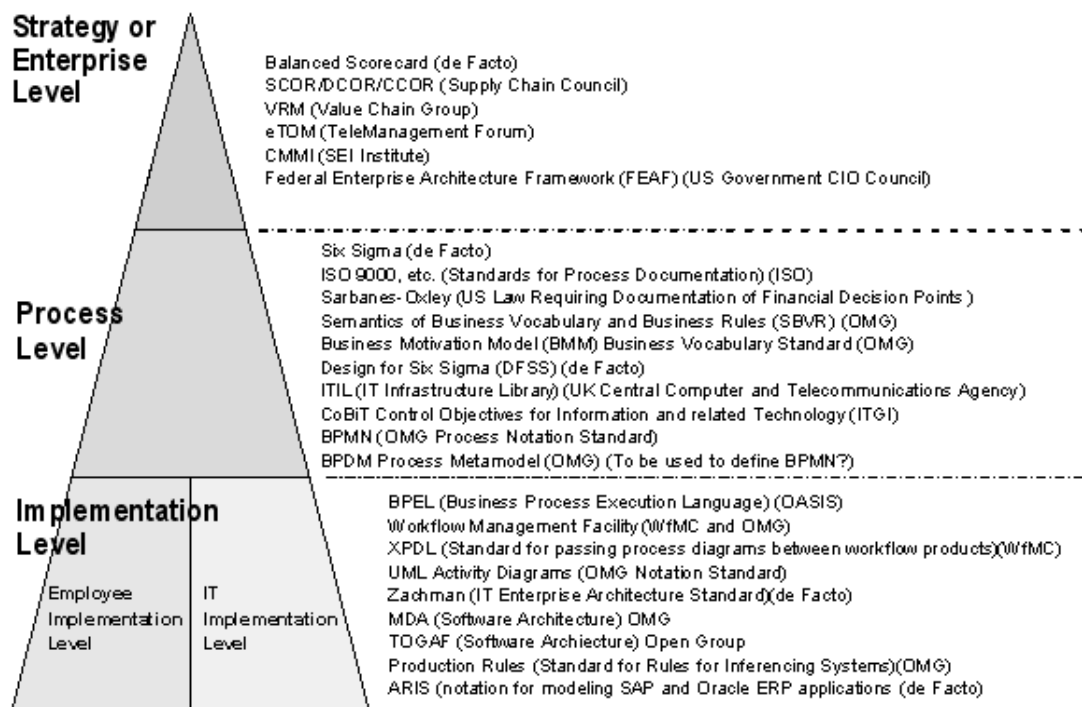 Strategy or
Enterprise
Level
Balanced Scorecard (de Facto)
SCOR/DCOR/CCOR (Supply Chain Council)
VRM (Value Chain Group)
eTOM (TeleManagement Forum)
CMMI (SEI Institute)
Federal Enterprise Architecture Framework (FEAF) (US Government CIO Council)
Process
Level
Six Sigma (de Facto)
ISO 9000, etc. (Standards for Process Documentation) (ISO)
Sarbanes-Oxley (US Law Requiring Documentation of Financial Decision Points )
Semantics of Business Vocabulary and Business Rules (SBVR) (OMG)
Business Motivation Model (BMM) Business Vocabulary Standard (OMG)
Design for Six Sigma (DFSS) (de Facto)
ITIL (IT Infrastructure Library) (UK Central Computer and Telecommunications Agency)
CoBiT Control Objectives for Information and related Technology (ITGI)
BPMN (OMG Process Notation Standard)
BPDM Process Metamodel (OMG) (To be used to define BPMN?)
Implementation
Level
Employee
Implementation
Level
IT
Implementation
Level
BPEL (Business Process Execution Language) (OASIS)
Workflow Management Facility (WfMC and OMG)
XPDL (Standard for passing process diagrams between workflow products)(WfMC)
UML Activity Diagrams (OMG Notation Standard)
Zachman (IT Enterprise Architecture Standard)(de Facto)
MDA (Software Architecture) OMG
TOGAF (Software Archiecture) Open Group
Production Rules (Standard for Rules for Inferencing Systems)(OMG)
ARIS (notation for modeling SAP and Oracle ERP applications (de Facto)